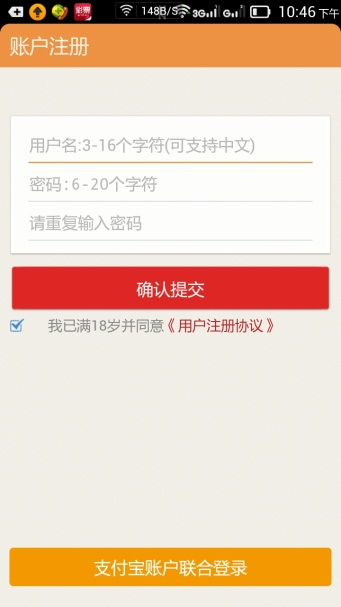 148B/S 3G G 10:46 下午
彩票
账户注册
用户名:3-16个字符(可支持中文)
密码:6-20个字符
请重复输入密码
确认提交
我已满18岁并同意《用户注册协议》
支付宝账户联合登录